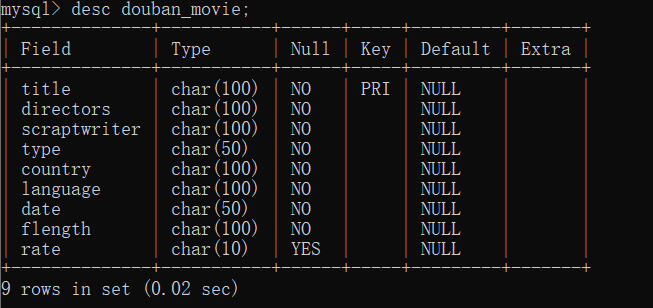 mysql> desc douban_movie;
+--------------+-----------+------+-----+---------+-------+
| Field        | Type      | Null | Key | Default | Extra |
+--------------+-----------+------+-----+---------+-------+
| title        | char(100) | NO   | PRI | NULL    |       |
| directors    | char(100) | NO   |     | NULL    |       |
| scraptwriter | char(100) | NO   |     | NULL    |       |
| type         | char(50)  | NO   |     | NULL    |       |
| country      | char(100) | NO   |     | NULL    |       |
| language     | char(100) | NO   |     | NULL    |       |
| date         | char(50)  | NO   |     | NULL    |       |
| flength      | char(100) | NO   |     | NULL    |       |
| rate         | char(10)  | YES  |     | NULL    |       |
+--------------+-----------+------+-----+---------+-------+
9 rows in set (0.02 sec)